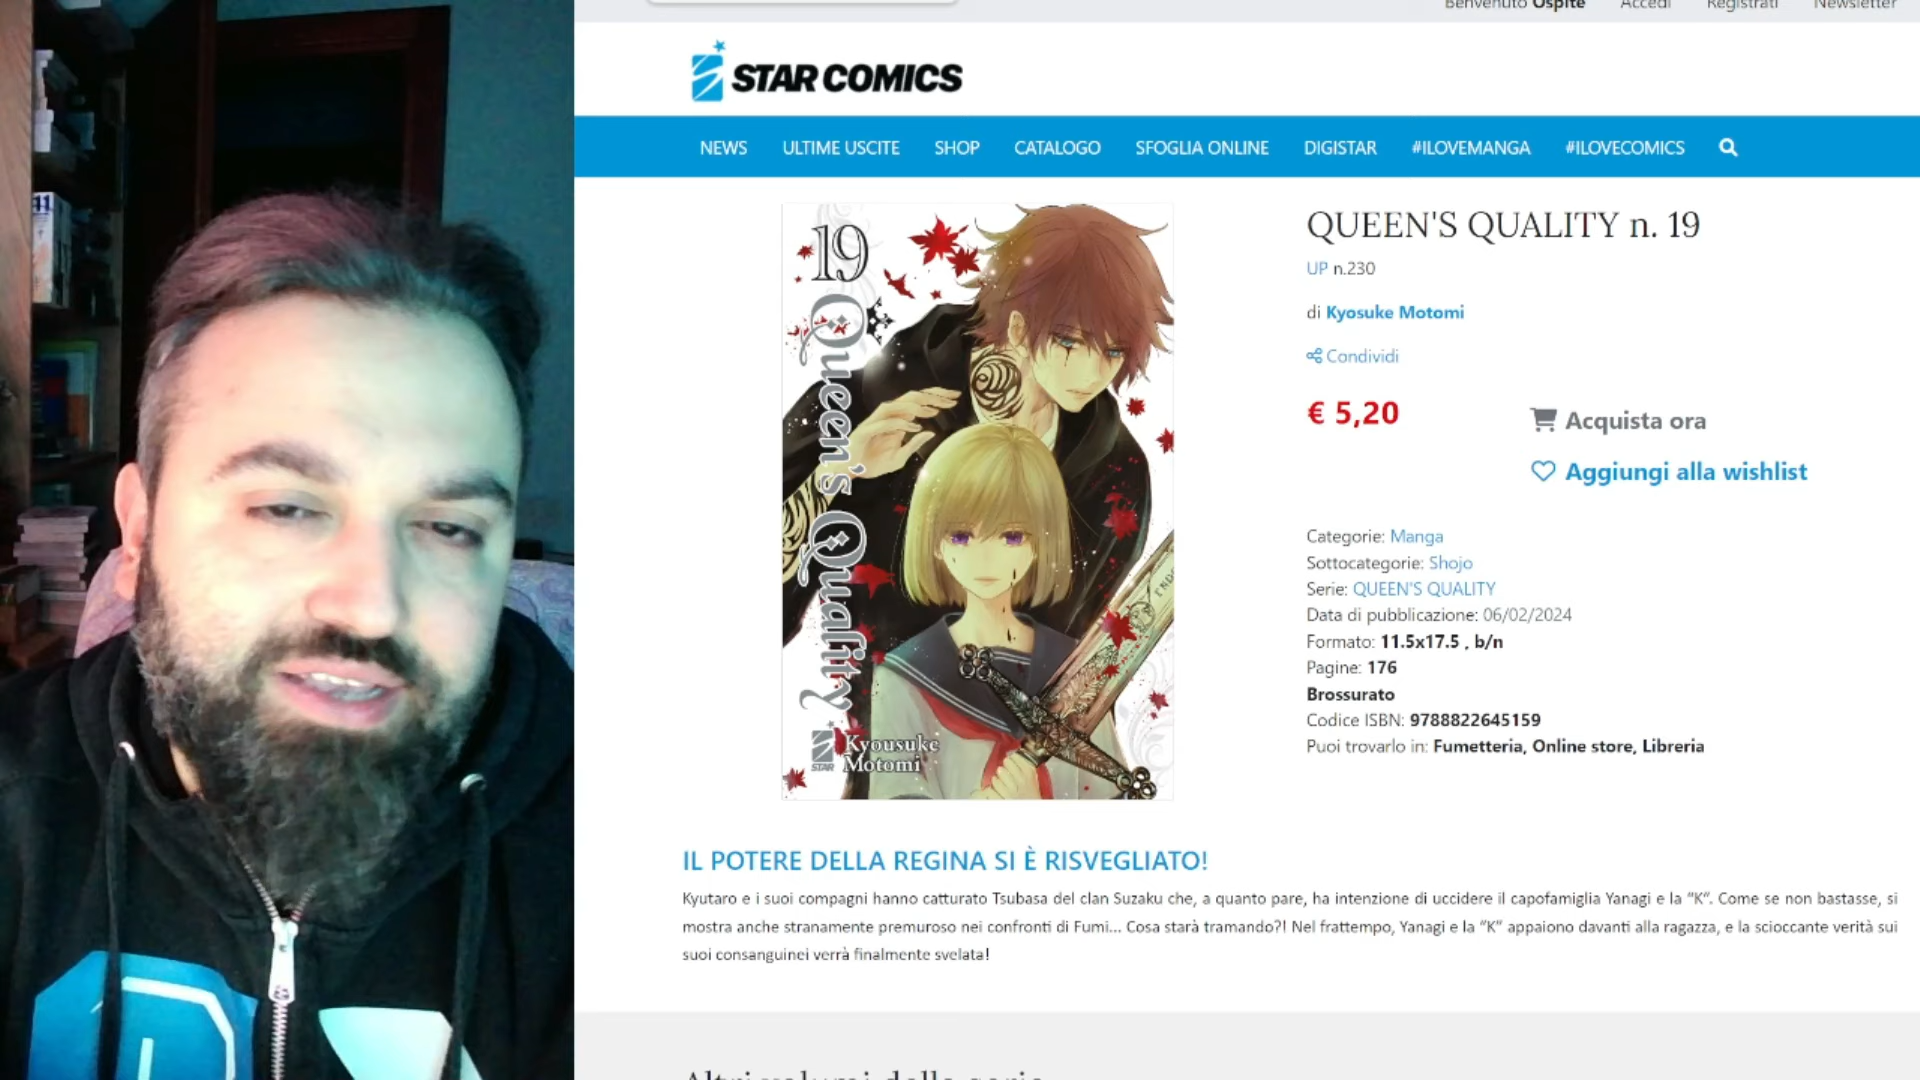 Benvenuto Ospite Accedi Registrati Newsletter
STAR COMICS
NEWS ULTIME USCITE SHOP CATALOGO SFOGLIA ONLINE DIGISTAR #ILOVEMANGA #ILOVECOMICS
19
Queen's Quality
STAR
Kyousuke
Motomi
QUEEN'S QUALITY n. 19
UP n.230
di Kyosuke Motomi
Condividi
€ 5,20
Acquista ora
Aggiungi alla wishlist
Categorie: Manga
Sottocategorie: Shojo
Serie: QUEEN'S QUALITY
Data di pubblicazione: 06/02/2024
Formato: 11.5x17.5 , b/n
Pagine: 176
Brossurato
Codice ISBN: 9788822645159
Puoi trovarlo in: Fumetteria, Online store, Libreria
IL POTERE DELLA REGINA SI È RISVEGLIATO!
Kyutaro e i suoi compagni hanno catturato Tsubasa del clan Suzaku che, a quanto pare, ha intenzione di uccidere il capofamiglia Yanagi e la “K”. Come se non bastasse, si
mostra anche stranamente premuroso nei confronti di Fumi... Cosa starà tramando?! Nel frattempo, Yanagi e la “K” appaiono davanti alla ragazza, e la scioccante verità sui
suoi consanguinei verrà finalmente svelata!
Altri volumi della serie
11